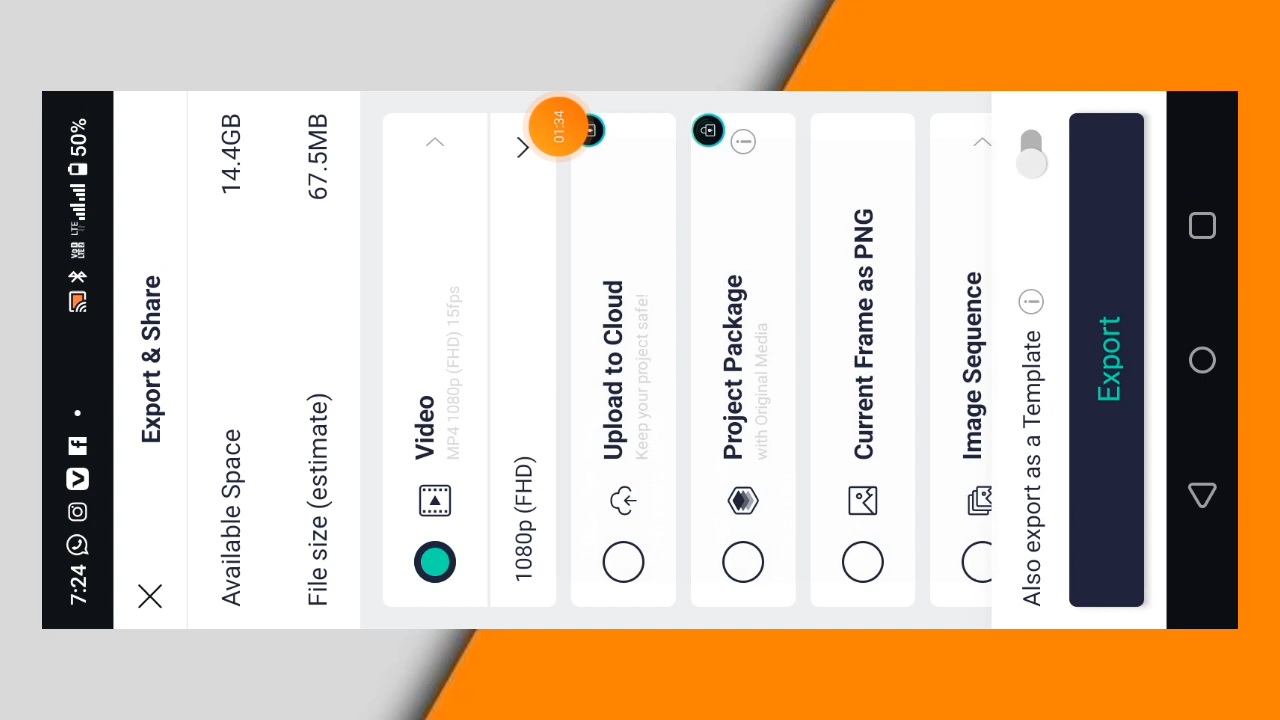 7:24
VoD LTE
50%
Export & Share
Available Space 14.4GB
File size (estimate) 67.5MB
Video
MP4 1080p (FHD) 15fps
1080p (FHD)
01:34
Upload to Cloud
Keep your project safe!
Project Package
with Original Media
Current Frame as PNG
Image Sequence
Also export as a Template
Export